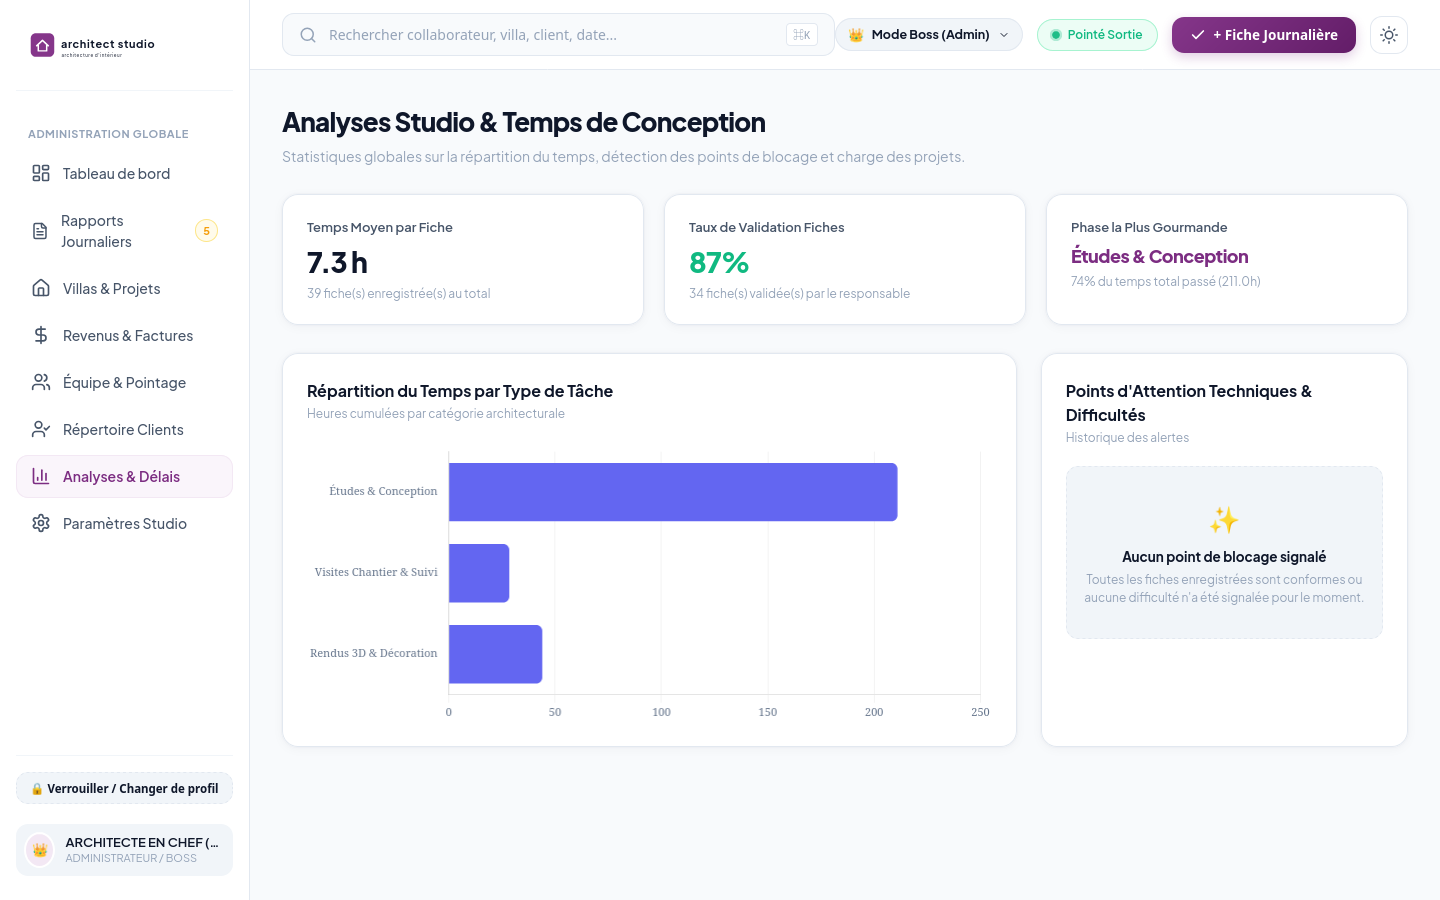 architect studio
architecture d'intérieur
Rechercher collaborateur, villa, client, date...
⌘K
👑 Mode Boss (Admin)
Pointé Sortie
+ Fiche Journalière
ADMINISTRATION GLOBALE
Tableau de bord
Rapports
Journaliers
5
Villas & Projets
Revenus & Factures
Équipe & Pointage
Répertoire Clients
Analyses & Délais
Paramètres Studio
🔒 Verrouiller / Changer de profil
👑
ARCHITECTE EN CHEF (...
ADMINISTRATEUR / BOSS
Analyses Studio & Temps de Conception
Statistiques globales sur la répartition du temps, détection des points de blocage et charge des projets.
Temps Moyen par Fiche
7.3 h
39 fiche(s) enregistrée(s) au total
Taux de Validation Fiches
87%
34 fiche(s) validée(s) par le responsable
Phase la Plus Gourmande
Études & Conception
74% du temps total passé (211.0h)
Répartition du Temps par Type de Tâche
Heures cumulées par catégorie architecturale
Études & Conception
Visites Chantier & Suivi
Rendus 3D & Décoration
0 50 100 150 200 250
Points d'Attention Techniques &
Difficultés
Historique des alertes
✨
Aucun point de blocage signalé
Toutes les fiches enregistrées sont conformes ou
aucune difficulté n'a été signalée pour le moment.